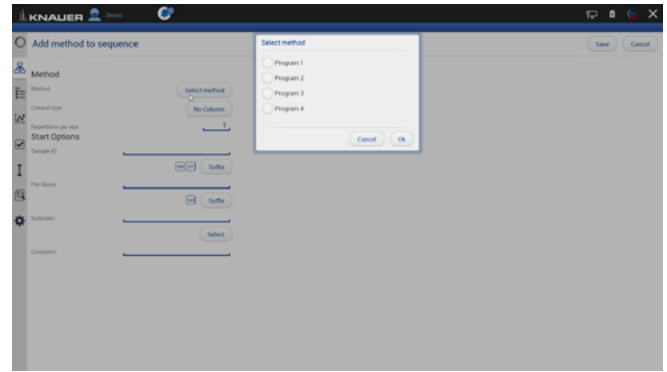 KNAUER Demo
Add method to sequence
Save Cancel
Select method
Program 1
Program 2
Program 3
Program 4
Cancel Ok
Method
Method Select method
Column type No Column
Repetitions per vial 1
Start Options
Sample ID
Suffix
File Name
Suffix
Subfolder
Select
Comment